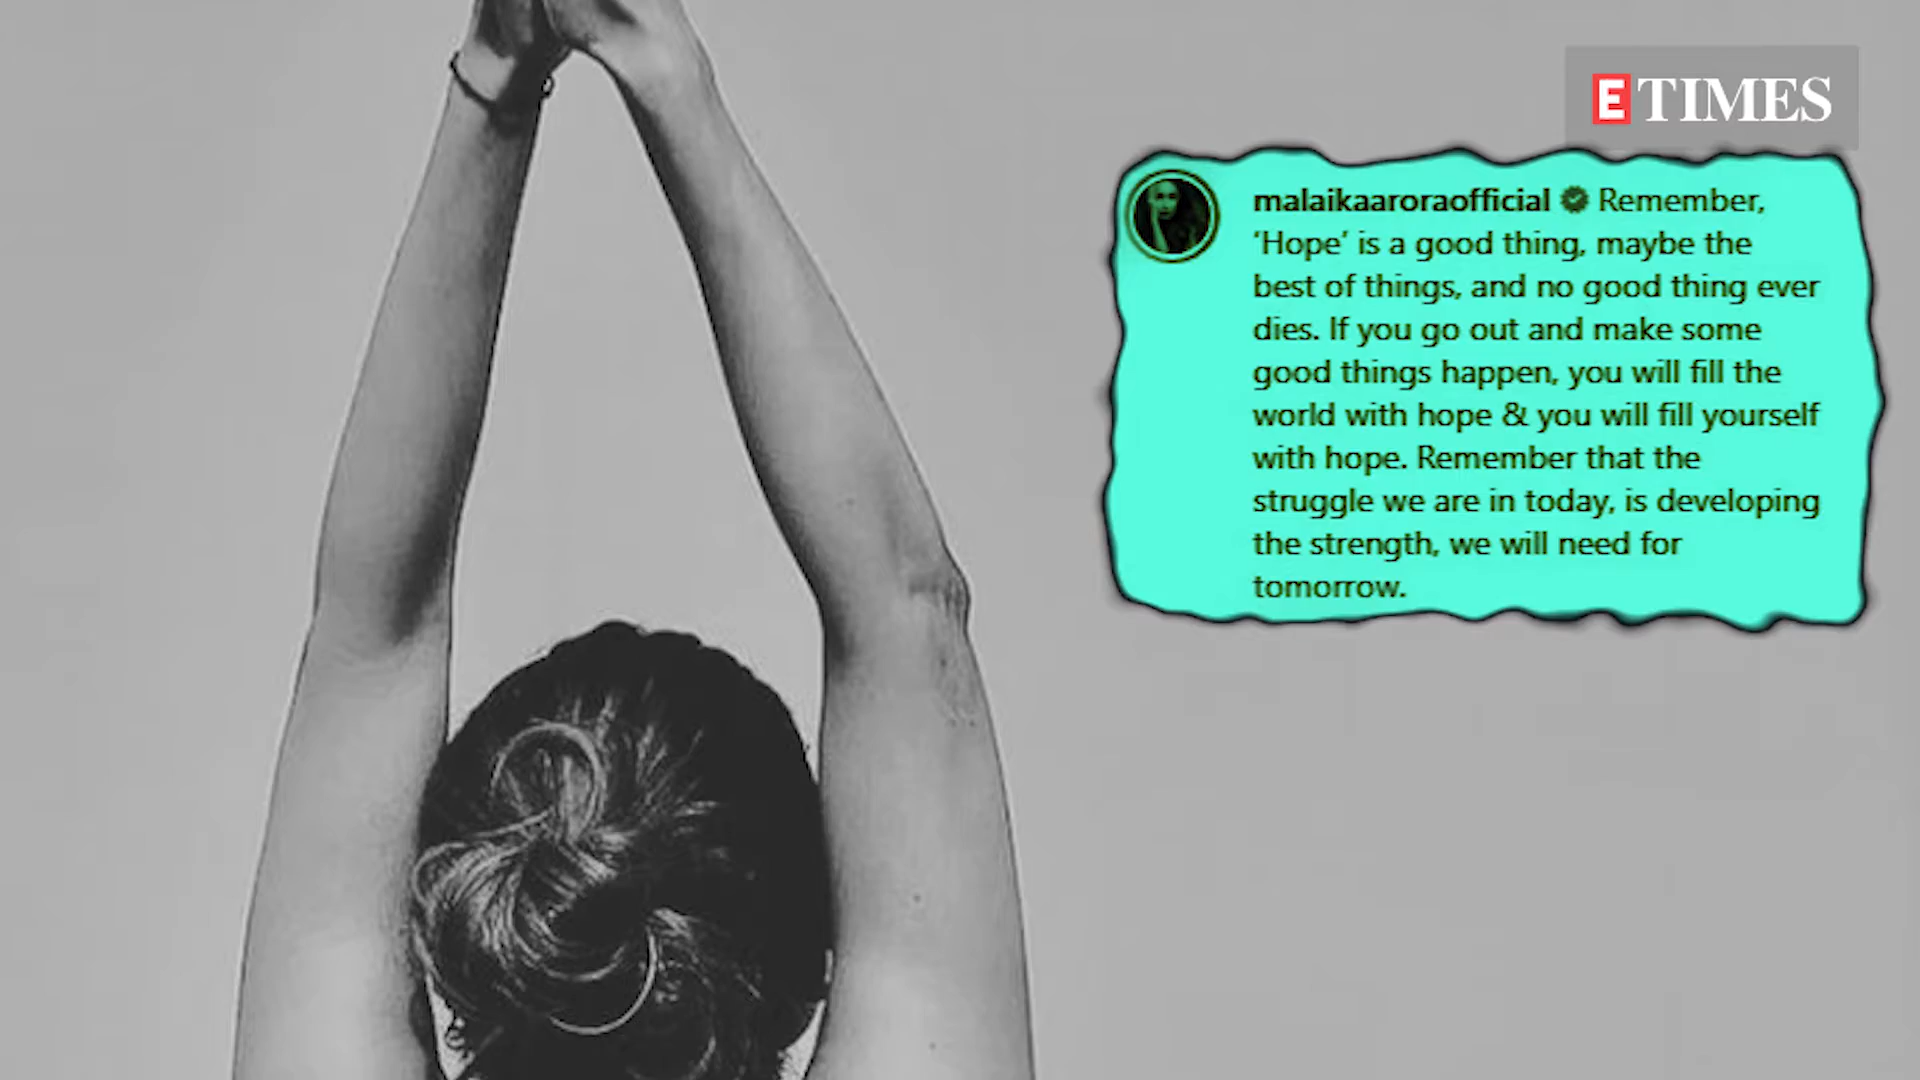 E TIMES
malaikaaroraofficial Remember,
‘Hope’ is a good thing, maybe the
best of things, and no good thing ever
dies. If you go out and make some
good things happen, you will fill the
world with hope & you will fill yourself
with hope. Remember that the
struggle we are in today, is developing
the strength, we will need for
tomorrow.